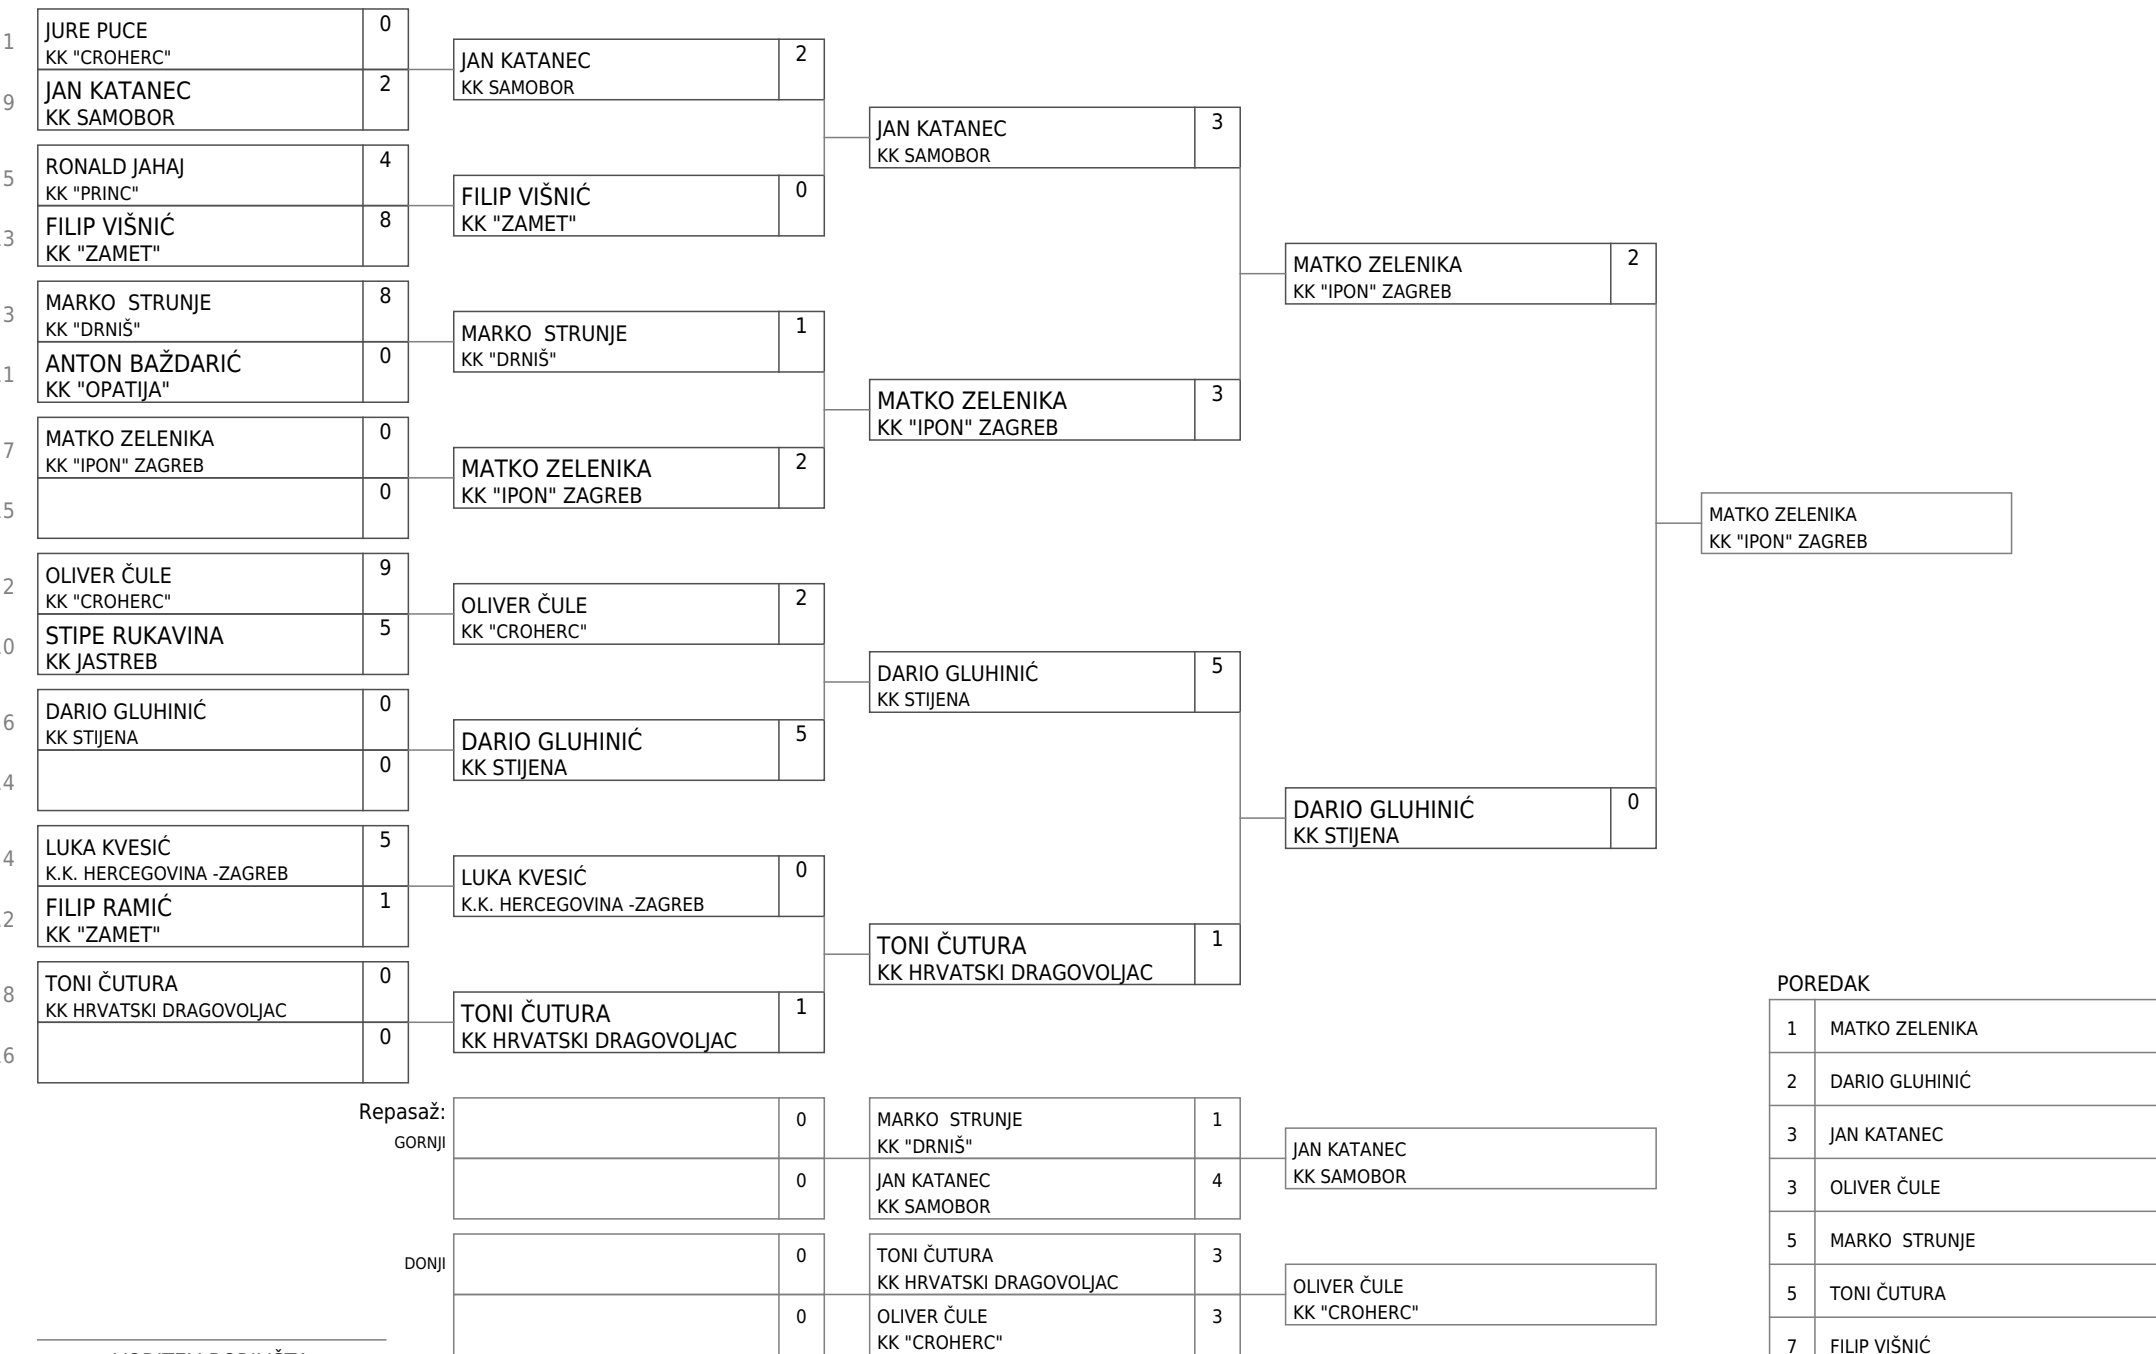 1
JURE PUCE
0
KK "CROHERC"
9
JAN KATANEC
2
KK SAMOBOR
5
RONALD JAHAJ
4
KK "PRINC"
3
FILIP VIŠNIĆ
8
KK "ZAMET"
3
MARKO STRUNJE
8
KK "DRNIŠ"
1
ANTON BAŽDARIĆ
0
KK "OPATIJA"
7
MATKO ZELENIKA
0
KK "IPON" ZAGREB
5
0
2
OLIVER ČULE
9
KK "CROHERC"
0
STIPE RUKAVINA
5
KK JASTREB
6
DARIO GLUHINIĆ
0
KK STIJENA
4
0
4
LUKA KVESIĆ
5
K.K. HERCEGOVINA -ZAGREB
2
FILIP RAMIĆ
1
KK "ZAMET"
8
TONI ČUTURA
0
KK HRVATSKI DRAGOVOLJAC
6
0
JAN KATANEC
2
KK SAMOBOR
FILIP VIŠNIĆ
0
KK "ZAMET"
MARKO STRUNJE
1
KK "DRNIŠ"
MATKO ZELENIKA
2
KK "IPON" ZAGREB
OLIVER ČULE
2
KK "CROHERC"
DARIO GLUHINIĆ
5
KK STIJENA
LUKA KVESIĆ
0
K.K. HERCEGOVINA -ZAGREB
TONI ČUTURA
1
KK HRVATSKI DRAGOVOLJAC
JAN KATANEC
3
KK SAMOBOR
MATKO ZELENIKA
3
KK "IPON" ZAGREB
DARIO GLUHINIĆ
5
KK STIJENA
TONI ČUTURA
1
KK HRVATSKI DRAGOVOLJAC
MATKO ZELENIKA
2
KK "IPON" ZAGREB
DARIO GLUHINIĆ
0
KK STIJENA
MATKO ZELENIKA
KK "IPON" ZAGREB
Repasaž:
GORNJI
0
0
MARKO STRUNJE
1
KK "DRNIŠ"
JAN KATANEC
4
KK SAMOBOR
JAN KATANEC
KK SAMOBOR
DONJI
0
0
TONI ČUTURA
3
KK HRVATSKI DRAGOVOLJAC
OLIVER ČULE
3
KK "CROHERC"
OLIVER ČULE
KK "CROHERC"
POREDAK
1 MATKO ZELENIKA
2 DARIO GLUHINIĆ
3 JAN KATANEC
3 OLIVER ČULE
5 MARKO STRUNJE
5 TONI ČUTURA
7 FILIP VIŠNIĆ